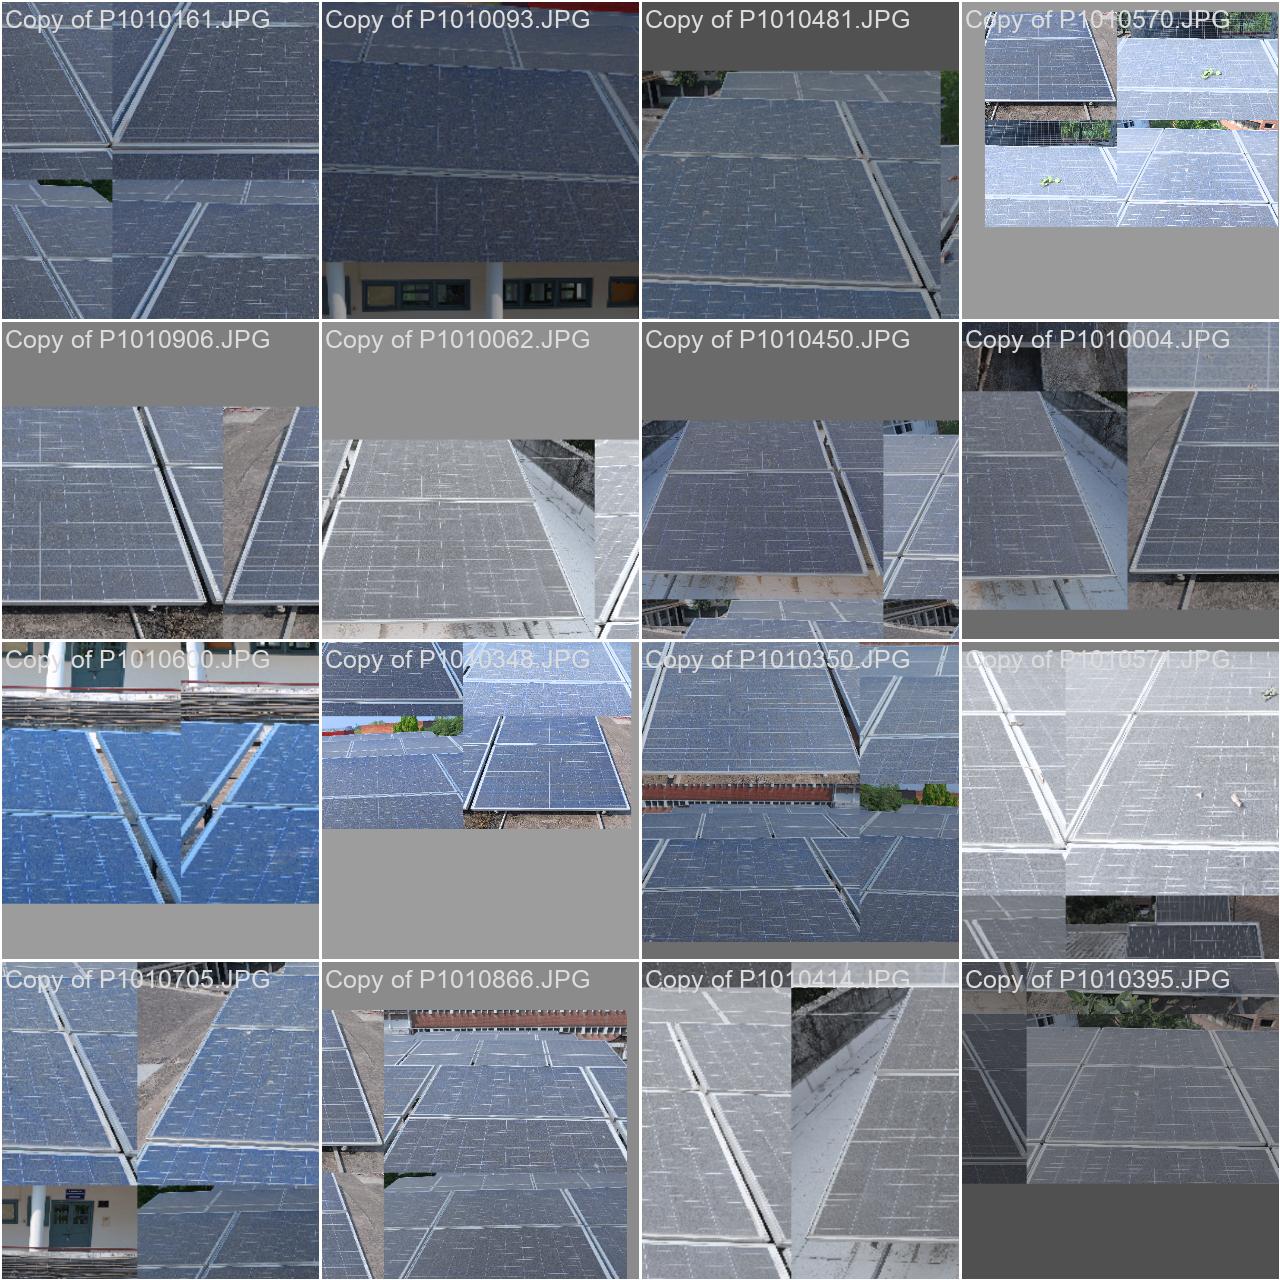 Copy of P1010161.JPG
Copy of P1010093.JPG
Copy of P1010481.JPG
Copy of P1010570.JPG
Copy of P1010906.JPG
Copy of P1010062.JPG
Copy of P1010450.JPG
Copy of P1010004.JPG
Copy of P1010600.JPG
Copy of P1010348.JPG
Copy of P1010350.JPG
Copy of P1010571.JPG
Copy of P1010705.JPG
Copy of P1010866.JPG
Copy of P1010414.JPG
Copy of P1010395.JPG